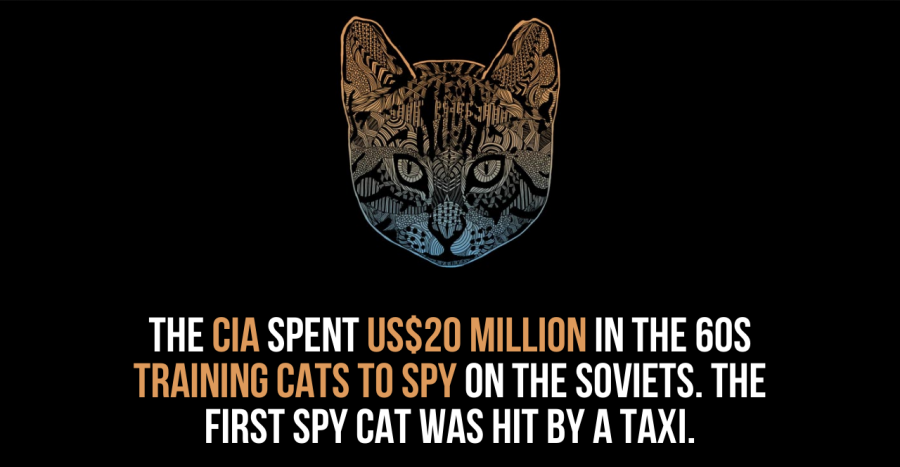 THE CIA SPENT US$20 MILLION IN THE 60S
TRAINING CATS TO SPY ON THE SOVIETS. THE
FIRST SPY CAT WAS HIT BY A TAXI.